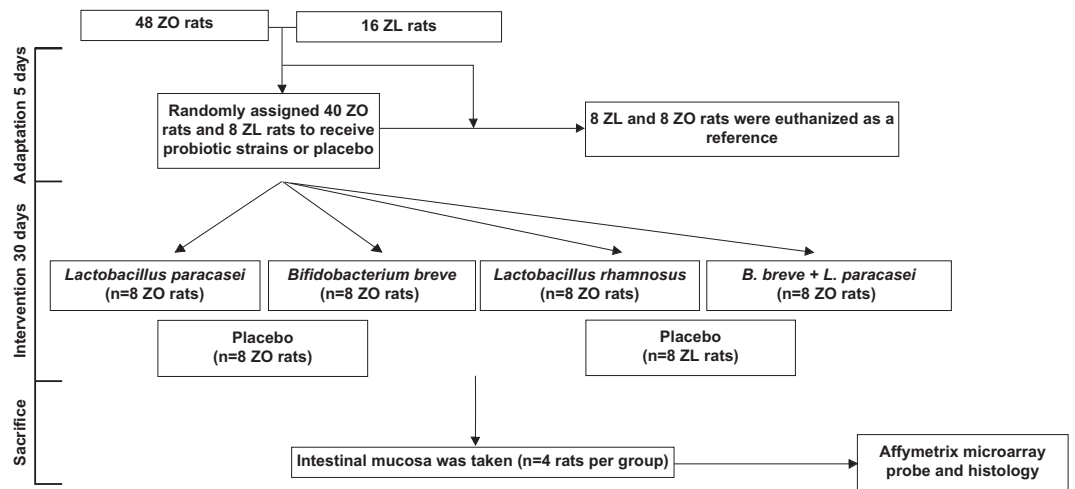 48 ZO rats
16 ZL rats
Adaptation 5 days
Randomly assigned 40 ZO
rats and 8 ZL rats to receive
probiotic strains or placebo
8 ZL and 8 ZO rats were euthanized as a
reference
Intervention 30 days
Lactobacillus paracasei
(n=8 ZO rats)
Bifidobacterium breve
(n=8 ZO rats)
Lactobacillus rhamnosus
(n=8 ZO rats)
B. breve + L. paracasei
(n=8 ZO rats)
Placebo
(n=8 ZO rats)
Placebo
(n=8 ZL rats)
Sacrifice
Intestinal mucosa was taken (n=4 rats per group)
Affymetrix microarray
probe and histology